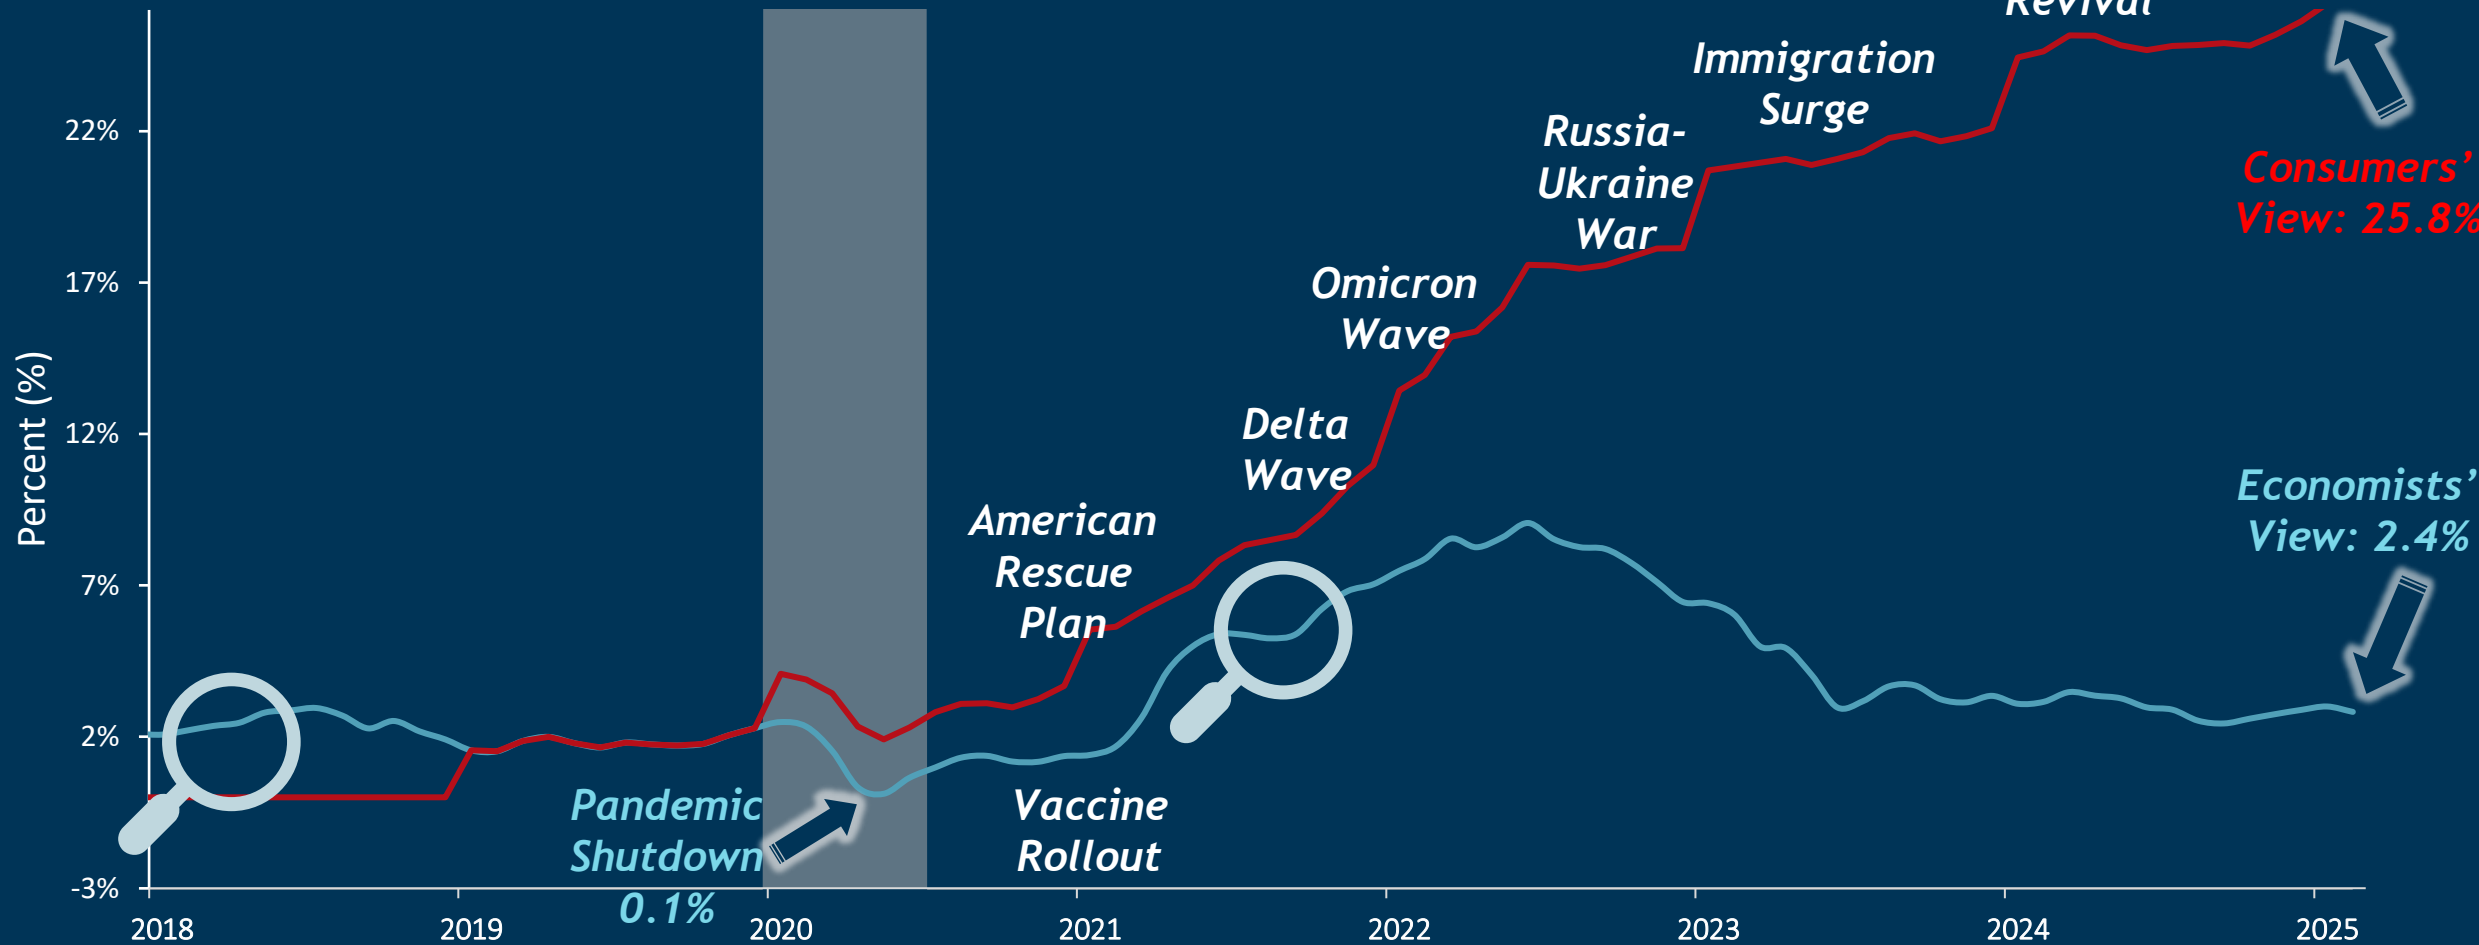 Revival
Immigration
Surge
Russia-
Ukraine
War
Omicron
Wave
Delta
Wave
American
Rescue
Plan
Vaccine
Rollout
Pandemic
Shutdown
0.1%
Consumers’
View: 25.8%
Economists’
View: 2.4%
Percent (%)
22%
17%
12%
7%
2%
-3%
2018
2019
2020
2021
2022
2023
2024
2025